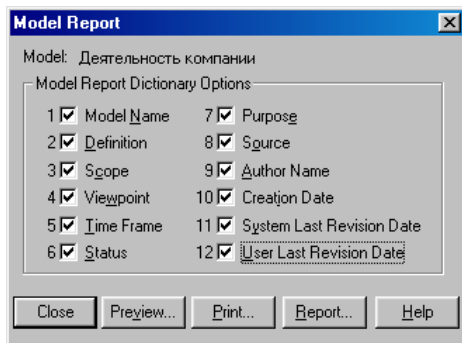 Model Report
Model: Деятельность компании
Model Report Dictionary Options
1 Model Name 7 Purpose
2 Definition 8 Source
3 Scope 9 Author Name
4 Viewpoint 10 Creation Date
5 Time Frame 11 System Last Revision Date
6 Status 12 User Last Revision Date
Close Preview... Print... Report... Help